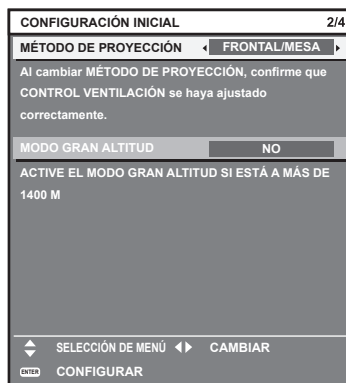 CONFIGURACIÓN INICIAL 2/4
MÉTODO DE PROYECCIÓN FRONTAL/MESA
Al cambiar MÉTODO DE PROYECCIÓN, confirme que
CONTROL VENTILACIÓN se haya ajustado
correctamente.
MODO GRAN ALTITUD NO
ACTIVE EL MODO GRAN ALTITUD SI ESTÁ A MÁS DE
1400 M
SELECCIÓN DE MENÚ CAMBIAR
ENTER CONFIGURAR